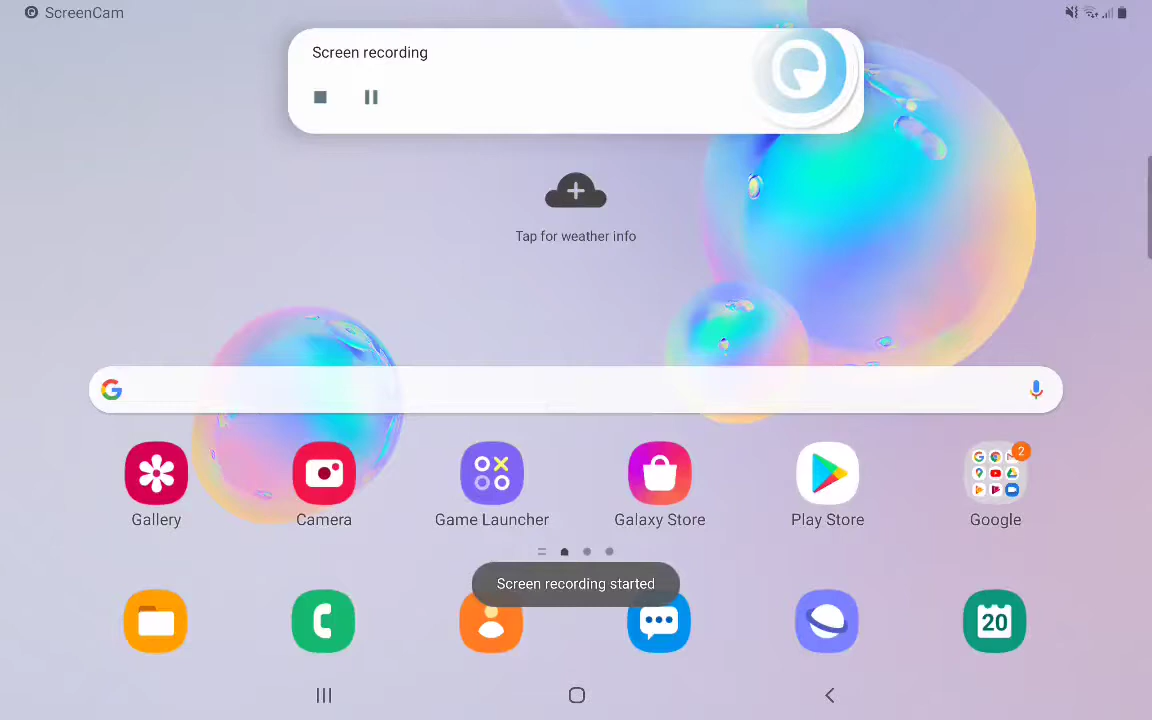 ScreenCam
Screen recording
Tap for weather info
2
Gallery
Camera
Game Launcher
Galaxy Store
Play Store
Google
Screen recording started
20